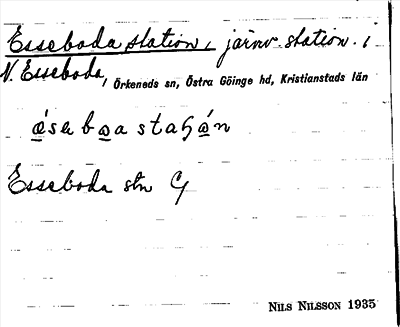 Esseboda station, järnv. station. i
N. Esseboda, Örkeneds sn, Östra Göinge hd, Kristianstads län
Esseboda stn
NILS NILSSON 1935